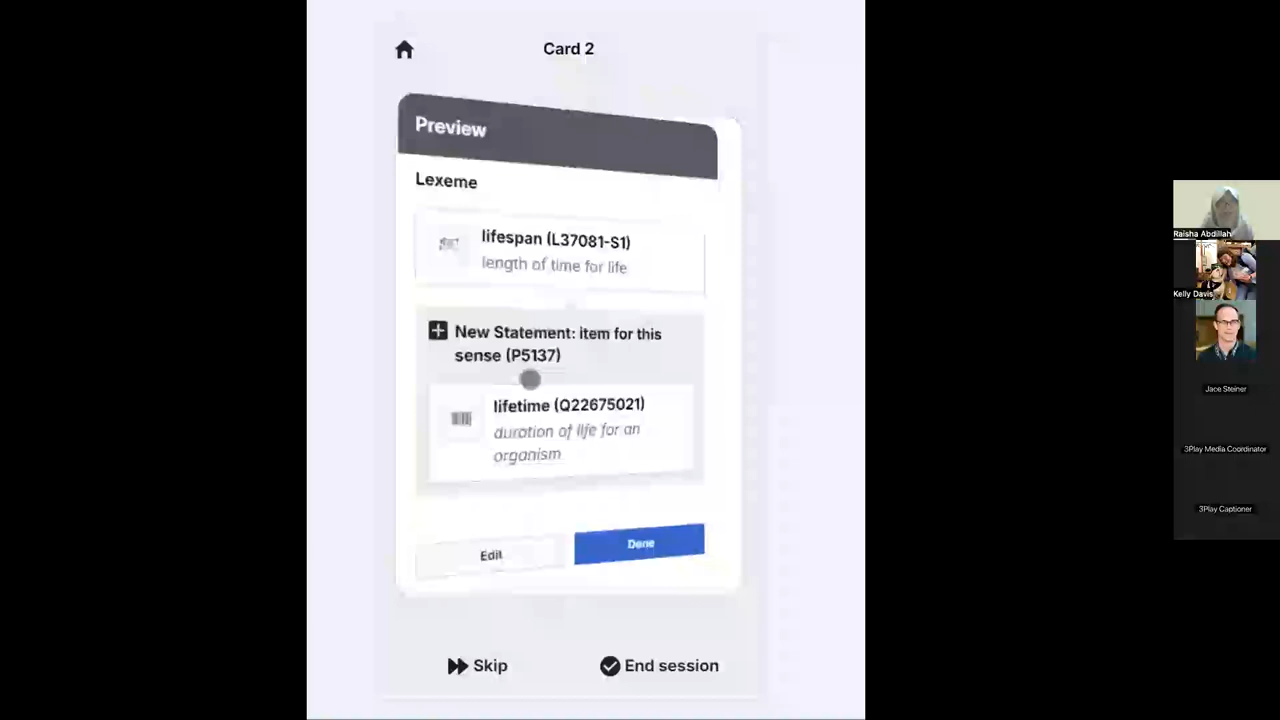 Card 2
Preview
Lexeme
lifespan (L37081-S1)
length of time for life
New Statement: item for this
sense (P5137)
lifetime (Q22675021)
duration of life for an
organism
Edit
Done
Skip
End session
Raisha Abdillah
Kelly Davis
Jace Steiner
3Play Media Coordinator
3Play Captioner